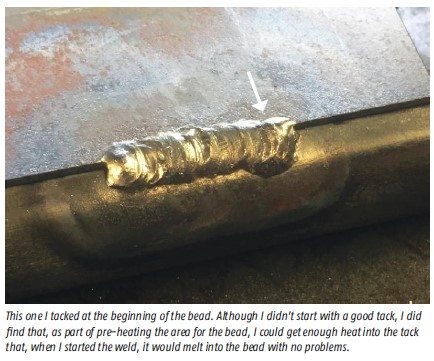 This one I tacked at the beginning of the bead. Although I didn't start with a good tack, I did
find that, as part of pre-heating the area for the bead, I could get enough heat into the tack
that, when I started the weld, it would melt into the bead with no problems.